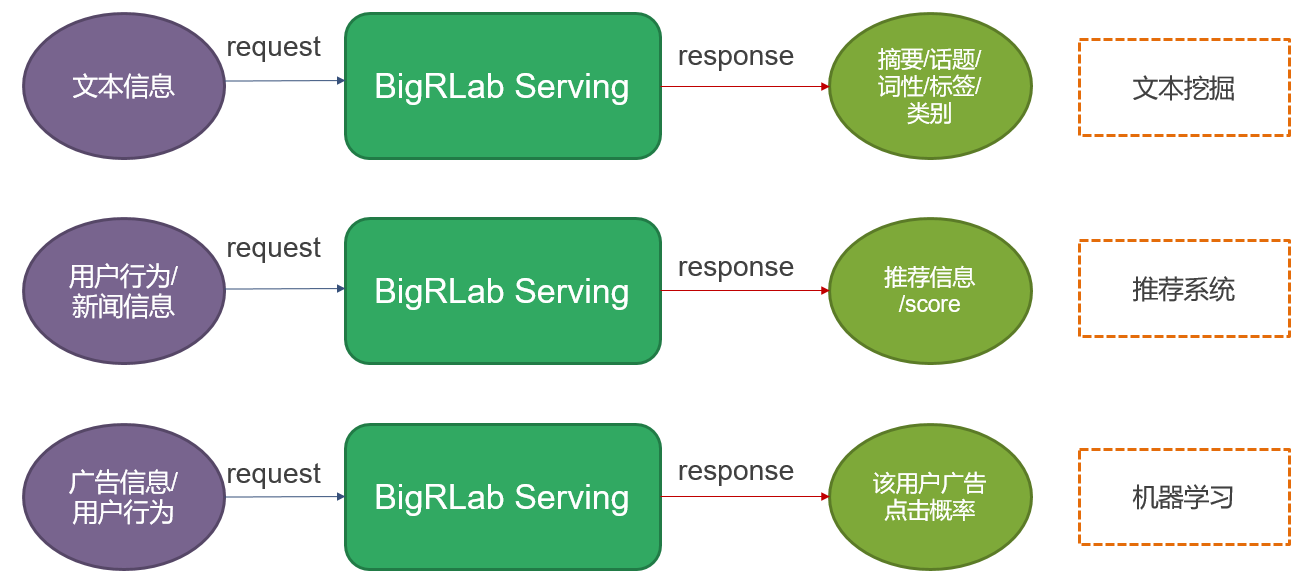 文本信息
request
BigRLab Serving
response
摘要/话题/
词性/标签/
类别
文本挖掘
用户行为/
新闻信息
request
BigRLab Serving
response
推荐信息
/score
推荐系统
广告信息/
用户行为
request
BigRLab Serving
response
该用户广告
点击概率
机器学习